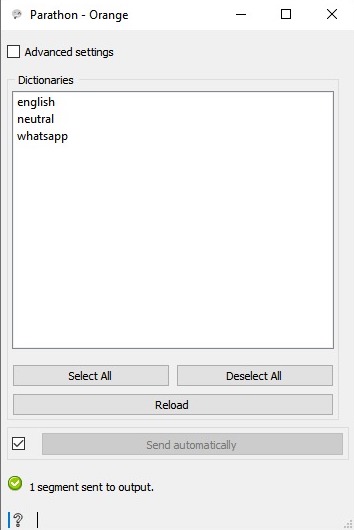 Parathon - Orange
Advanced settings
Dictionaries
english
neutral
whatsapp
Select All
Deselect All
Reload
Send automatically
1 segment sent to output.
?